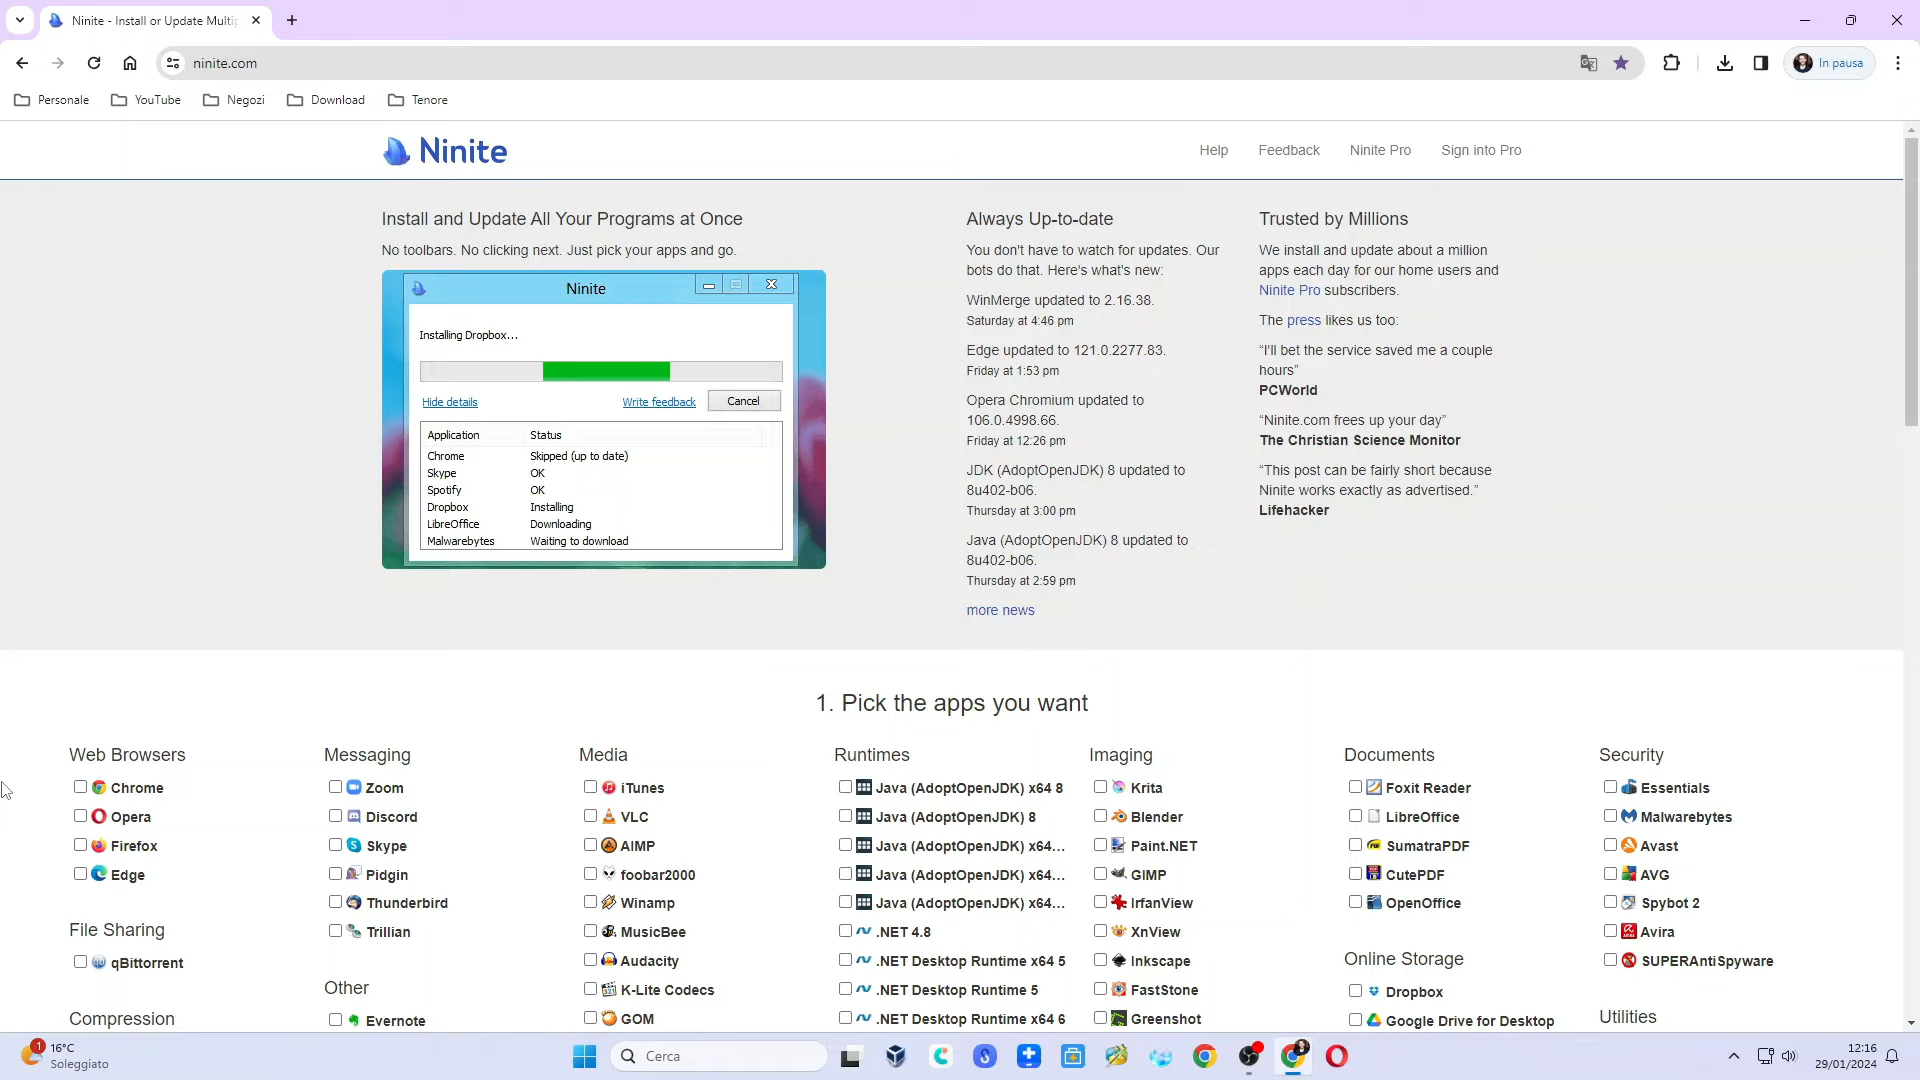 Ninite - Install or Update Multip
ninite.com
In pausa
Personale
YouTube
Negozi
Download
Tenore
Ninite
Help
Feedback
Ninite Pro
Sign into Pro
Install and Update All Your Programs at Once
No toolbars. No clicking next. Just pick your apps and go.
Ninite
Installing Dropbox...
Hide details
Write feedback
Cancel
Application Status
Chrome Skipped (up to date)
Skype OK
Spotify OK
Dropbox Installing
LibreOffice Downloading
Malwarebytes Waiting to download
Always Up-to-date
You don't have to watch for updates. Our
bots do that. Here's what's new:
WinMerge updated to 2.16.38.
Saturday at 4:46 pm
Edge updated to 121.0.2277.83.
Friday at 1:53 pm
Opera Chromium updated to
106.0.4998.66.
Friday at 12:26 pm
JDK (AdoptOpenJDK) 8 updated to
8u402-b06.
Thursday at 3:00 pm
Java (AdoptOpenJDK) 8 updated to
8u402-b06.
Thursday at 2:59 pm
more news
Trusted by Millions
We install and update about a million
apps each day for our home users and
Ninite Pro subscribers.
The press likes us too:
“I'll bet the service saved me a couple
hours”
PCWorld
“Ninite.com frees up your day”
The Christian Science Monitor
“This post can be fairly short because
Ninite works exactly as advertised.”
Lifehacker
1. Pick the apps you want
Web Browsers
Chrome
Opera
Firefox
Edge
File Sharing
qBittorrent
Compression
Messaging
Zoom
Discord
Skype
Pidgin
Thunderbird
Trillian
Other
Evernote
Media
iTunes
VLC
AIMP
foobar2000
Winamp
MusicBee
Audacity
K-Lite Codecs
GOM
Runtimes
Java (AdoptOpenJDK) x64 8
Java (AdoptOpenJDK) 8
Java (AdoptOpenJDK) x64...
Java (AdoptOpenJDK) x64...
Java (AdoptOpenJDK) x64...
.NET 4.8
.NET Desktop Runtime x64 5
.NET Desktop Runtime 5
.NET Desktop Runtime x64 6
Imaging
Krita
Blender
Paint.NET
GIMP
IrfanView
XnView
Inkscape
FastStone
Greenshot
Documents
Foxit Reader
LibreOffice
SumatraPDF
CutePDF
OpenOffice
Online Storage
Dropbox
Google Drive for Desktop
Security
Essentials
Malwarebytes
Avast
AVG
Spybot 2
Avira
SUPERAntiSpyware
Utilities
1
16°C
Soleggiato
Cerca
12:16
29/01/2024